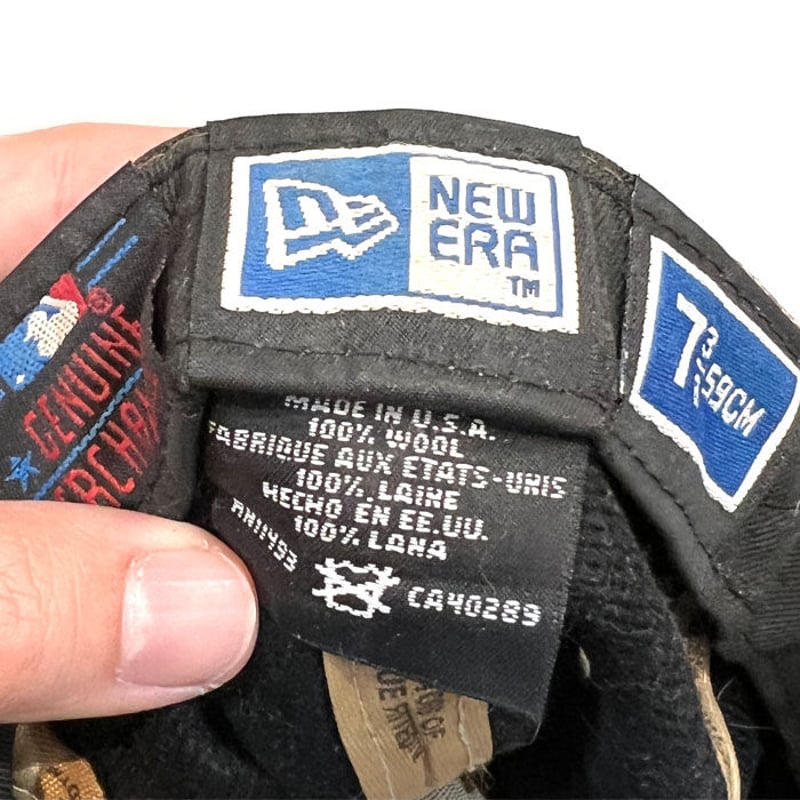 GENUINE
NEW
ERA
TM
7 3/8-59CM
MADE IN U.S.A.
100% WOOL
FABRIQUE AUX ETATS-UNIS
100% LAINE
HECHO EN EE.UU.
100% LANA
RN11493
CA40289
OF